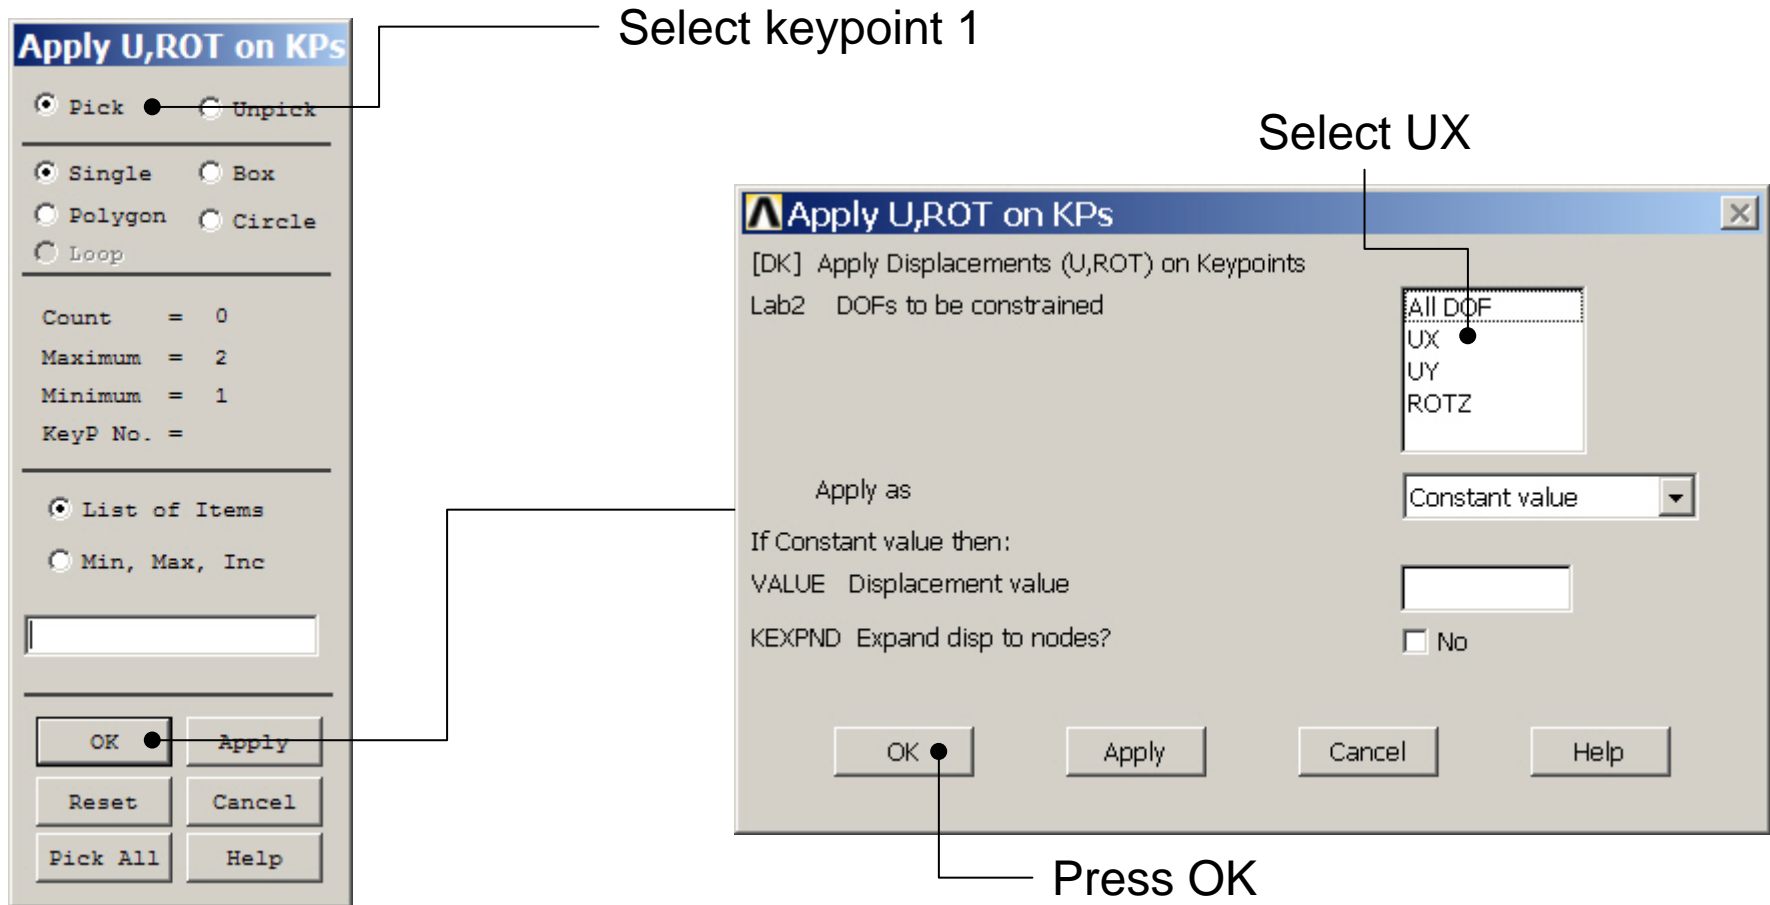 Select keypoint 1
Apply U,ROT on KPs
Pick Unpick
Single Box
Polygon Circle
Loop
Count = 0
Maximum = 2
Minimum = 1
KeyP No. =
List of Items
Min, Max, Inc
OK Apply
Reset Cancel
Pick All Help
Select UX
Apply U,ROT on KPs
[DK] Apply Displacements (U,ROT) on Keypoints
Lab2 DOFs to be constrained
All DOF
UX
UY
ROTZ
Apply as Constant value
If Constant value then:
VALUE Displacement value
KEXPND Expand disp to nodes? No
OK Apply Cancel Help
Press OK